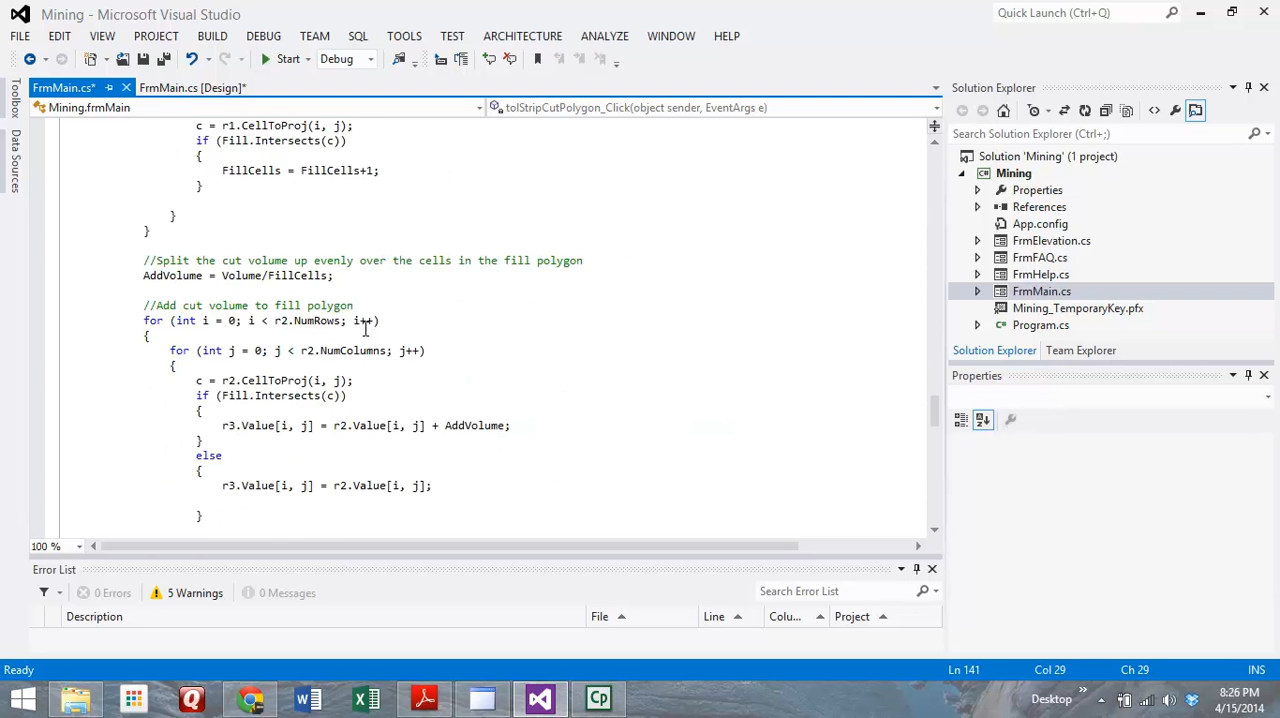 Mining - Microsoft Visual Studio
Quick Launch (Ctrl+Q)
FILE EDIT VIEW PROJECT BUILD DEBUG TEAM SQL TOOLS TEST ARCHITECTURE ANALYZE WINDOW HELP
Start Debug
FrmMain.cs* FrmMain.cs [Design]*
Mining.frmMain tolStripCutPolygon_Click(object sender, EventArgs e)
Toolbox
Data Sources
c = r1.CellToProj(i, j);
if (Fill.Intersects(c))
{
FillCells = FillCells+1;
}
}
}
//Split the cut volume up evenly over the cells in the fill polygon
AddVolume = Volume/FillCells;
//Add cut volume to fill polygon
for (int i = 0; i < r2.NumRows; i++)
{
for (int j = 0; j < r2.NumColumns; j++)
{
c = r2.CellToProj(i, j);
if (Fill.Intersects(c))
{
r3.Value[i, j] = r2.Value[i, j] + AddVolume;
}
else
{
r3.Value[i, j] = r2.Value[i, j];
}
100 %
Solution Explorer
Search Solution Explorer (Ctrl+;)
Solution 'Mining' (1 project)
Mining
Properties
References
App.config
FrmElevation.cs
FrmFAQ.cs
FrmHelp.cs
FrmMain.cs
Mining_TemporaryKey.pfx
Program.cs
Solution Explorer Team Explorer
Properties
Error List
0 Errors 5 Warnings 0 Messages
Search Error List
Description File Line Colu... Project
Ready Ln 141 Col 29 Ch 29 INS
Desktop
8:26 PM
4/15/2014